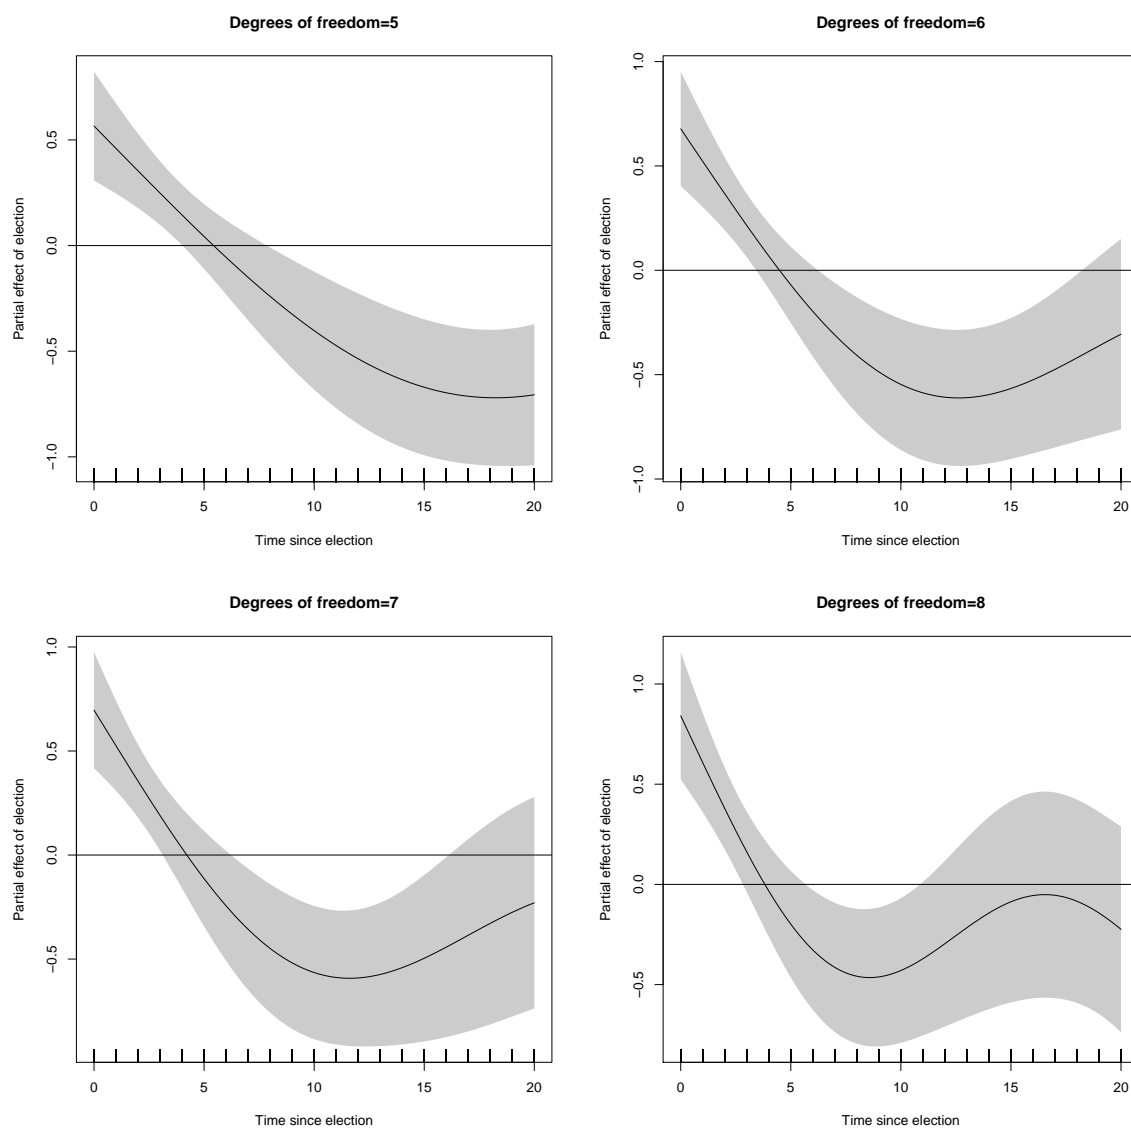 Degrees of freedom=5
Partial effect of election
0.5
0.0
−0.5
−1.0
0 5 10 15 20
Time since election
Degrees of freedom=6
Partial effect of election
1.0
0.5
0.0
−0.5
−1.0
0 5 10 15 20
Time since election
Degrees of freedom=7
Partial effect of election
1.0
0.5
0.0
−0.5
0 5 10 15 20
Time since election
Degrees of freedom=8
Partial effect of election
1.0
0.5
0.0
−0.5
0 5 10 15 20
Time since election